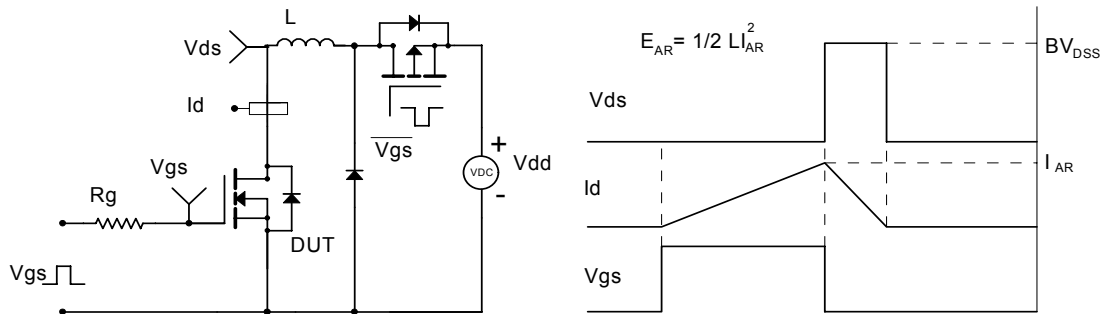 L
Vds
Id
Vgs
Vgs
Rg
DUT
Vgs
+
VDC
-
Vdd
E_AR = 1/2 LI_AR^2
BV_DSS
Vds
I_AR
Id
Vgs